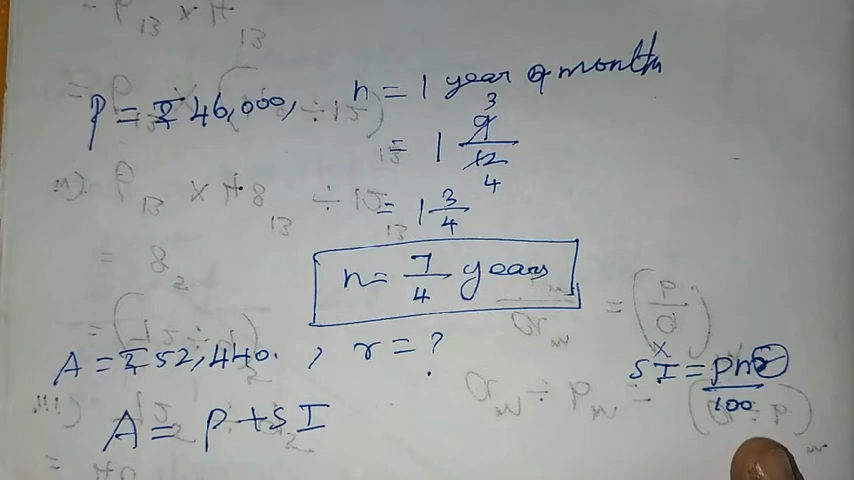 P = ₹ 46,000, n = 1 year 9 month
= 1 9/12 3 4
= 1 3/4
n = 7/4 years
A = ₹ 52,440. , r = ?
SI = pnr/100
A = P + SI